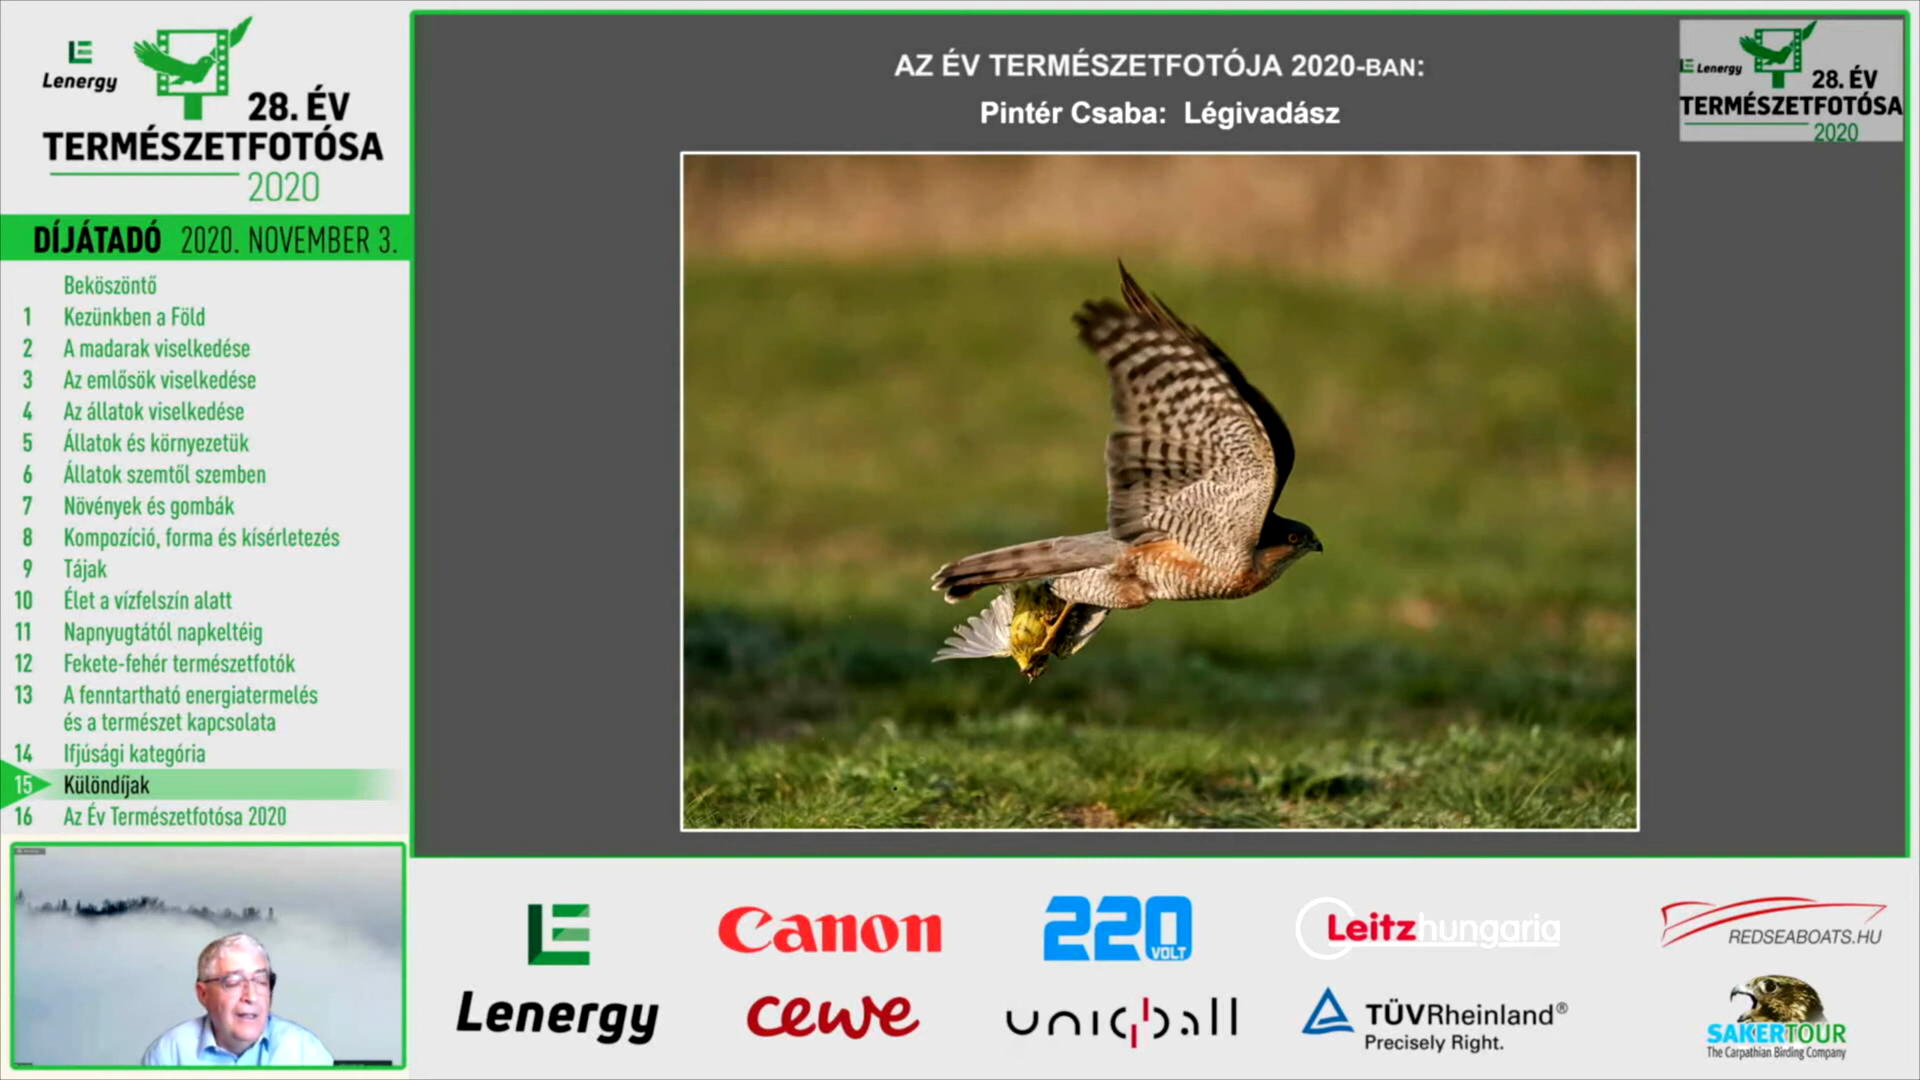 Lenergy
28. ÉV
TERMÉSZETFOTÓSA
2020
DÍJÁTADÓ 2020. NOVEMBER 3.
Beköszöntő
1 Kezünkben a Föld
2 A madarak viselkedése
3 Az emlősök viselkedése
4 Az állatok viselkedése
5 Állatok és környezetük
6 Állatok szemtől szemben
7 Növények és gombák
8 Kompozíció, forma és kísérletezés
9 Tájak
10 Élet a vízfelszín alatt
11 Napnyugtától napkeltéig
12 Fekete-fehér természetfotók
13 A fenntartható energiatermelés
és a természet kapcsolata
14 Ifjúsági kategória
15 Különdíjak
16 Az Év Természetfotósa 2020
AZ ÉV TERMÉSZETFOTÓJA 2020-BAN:
Pintér Csaba: Légivadász
Lenergy
28. ÉV
TERMÉSZETFOTÓSA
2020
Canon
220
VOLT
Leitzhungaria
REDSEABOATS.HU
Lenergy
cewe
uniqball
TÜVRheinland®
Precisely Right.
SAKERTOUR
The Carpathian Birding Company